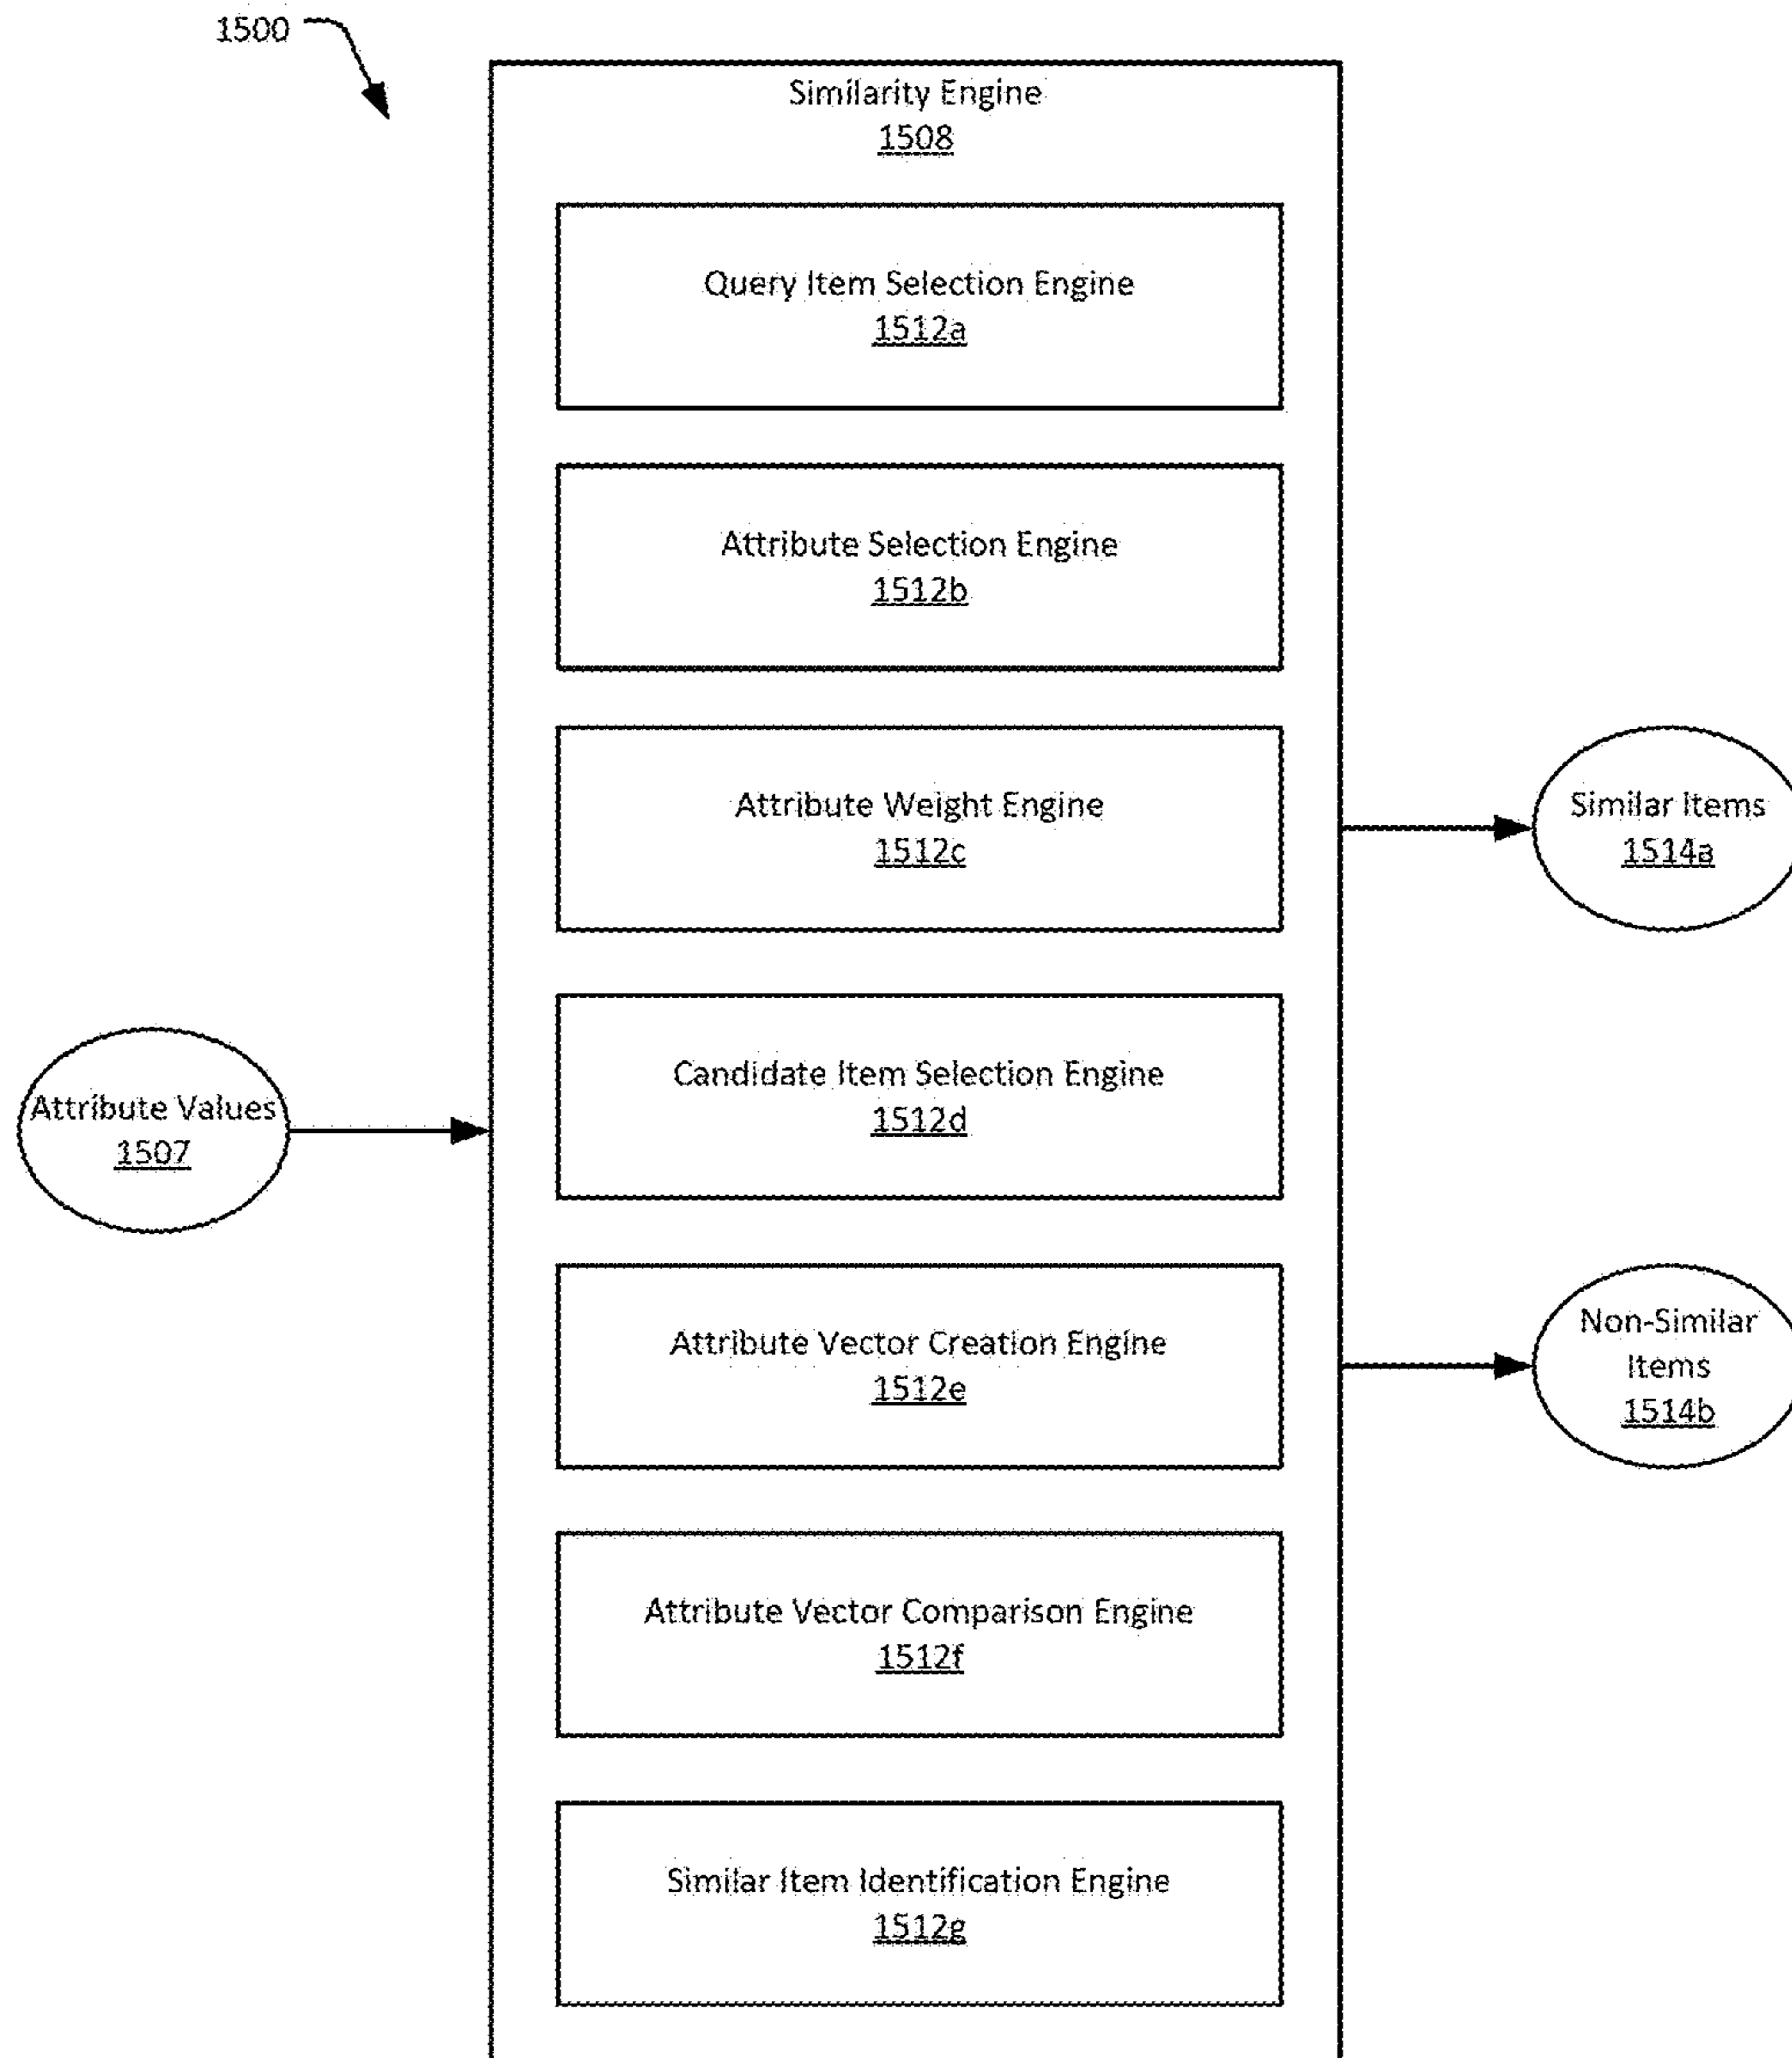 1500
Similarity Engine
1508
Query Item Selection Engine
1512a
Attribute Selection Engine
1512b
Attribute Weight Engine
1512c
Similar Items
1514a
Candidate Item Selection Engine
1512d
Attribute Values
1507
Attribute Vector Creation Engine
1512e
Non-Similar
Items
1514b
Attribute Vector Comparison Engine
1512f
Similar Item Identification Engine
1512g